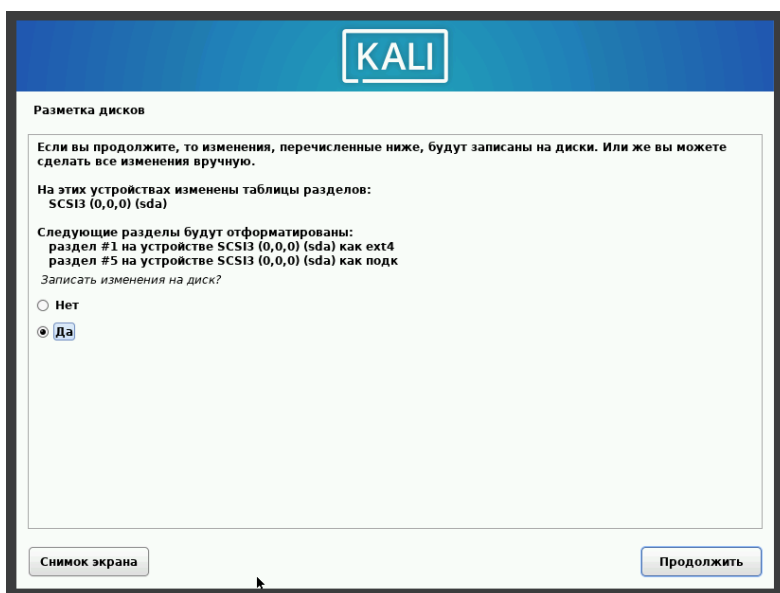 KALI
Разметка дисков
Если вы продолжите, то изменения, перечисленные ниже, будут записаны на диски. Или же вы можете
сделать все изменения вручную.
На этих устройствах изменены таблицы разделов:
SCSI3 (0,0,0) (sda)
Следующие разделы будут отформатированы:
раздел #1 на устройстве SCSI3 (0,0,0) (sda) как ext4
раздел #5 на устройстве SCSI3 (0,0,0) (sda) как подк
Записать изменения на диск?
Нет
Да
Снимок экрана
Продолжить